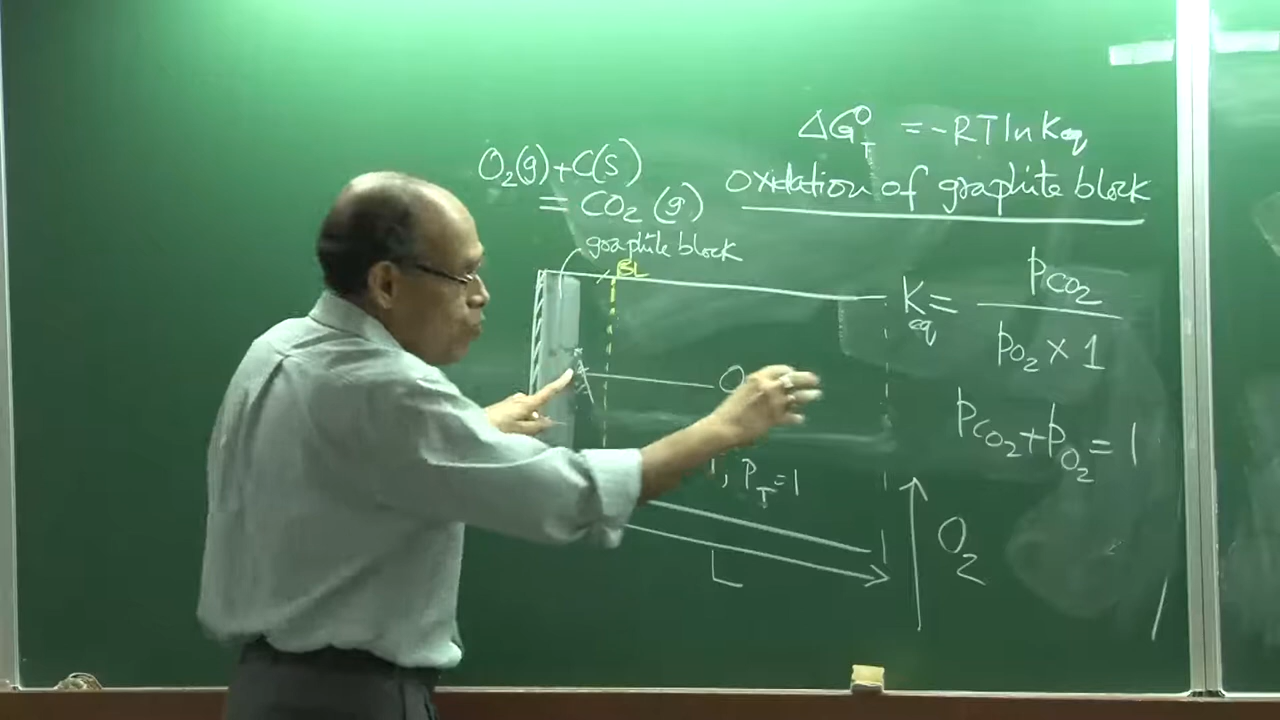 ΔG°_T = -RT ln K_eq
O₂(g) + C(s)
= CO₂ (g)
oxidation of graphite block
graphite block
BL
K_eq = pCO₂ / pO₂ × 1
O
pCO₂ + pO₂ = 1
, P_T = 1
L
O₂